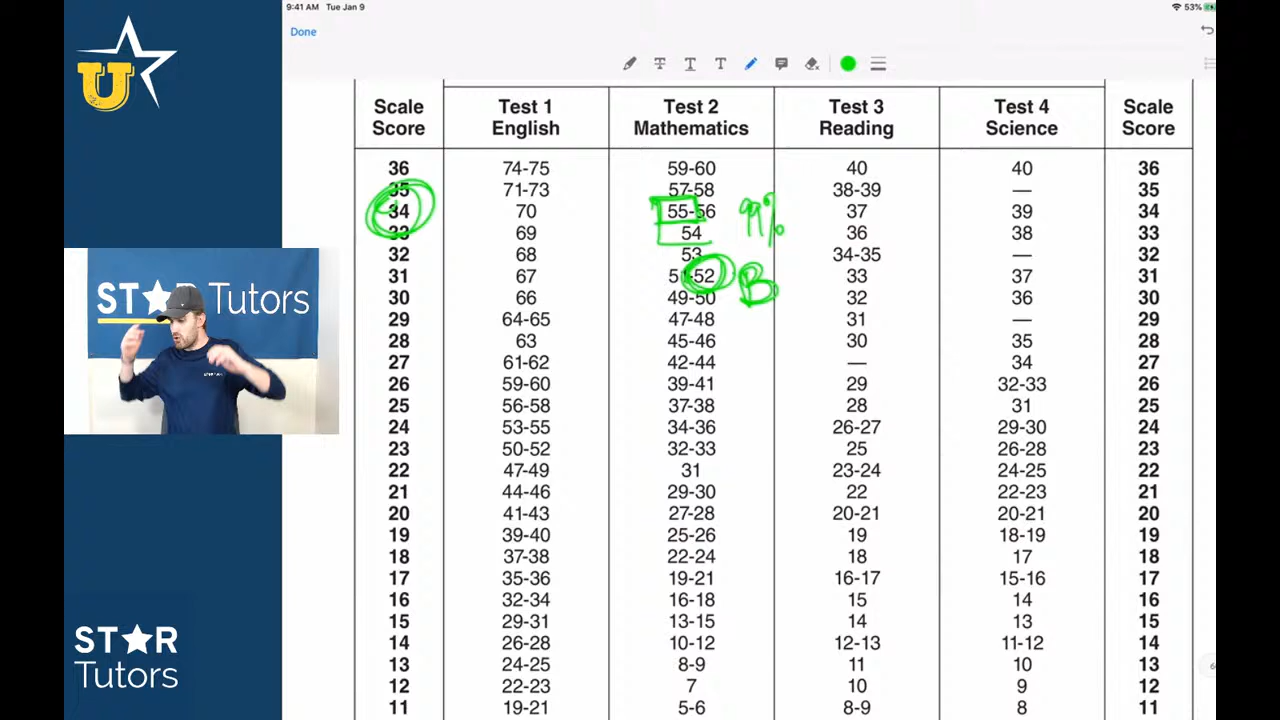 9:41 AM Tue Jan 9
53%
Done
U
Scale Score
Test 1 English
Test 2 Mathematics
Test 3 Reading
Test 4 Science
Scale Score
36 74-75 59-60 40 40 36
35 71-73 57-58 38-39 — 35
34 70 55-56 37 39 34
99%
33 69 54 36 38 33
32 68 53 34-35 — 32
31 67 51-52 33 37 31
B
30 66 49-50 32 36 30
29 64-65 47-48 31 — 29
28 63 45-46 30 35 28
27 61-62 42-44 — 34 27
26 59-60 39-41 29 32-33 26
25 56-58 37-38 28 31 25
24 53-55 34-36 26-27 29-30 24
23 50-52 32-33 25 26-28 23
22 47-49 31 23-24 24-25 22
21 44-46 29-30 22 22-23 21
20 41-43 27-28 20-21 20-21 20
19 39-40 25-26 19 18-19 19
18 37-38 22-24 18 17 18
17 35-36 19-21 16-17 15-16 17
16 32-34 16-18 15 14 16
15 29-31 13-15 14 13 15
14 26-28 10-12 12-13 11-12 14
13 24-25 8-9 11 10 13
12 22-23 7 10 9 12
11 19-21 5-6 8-9 8 11
ST★R Tutors
ST★R
Tutors